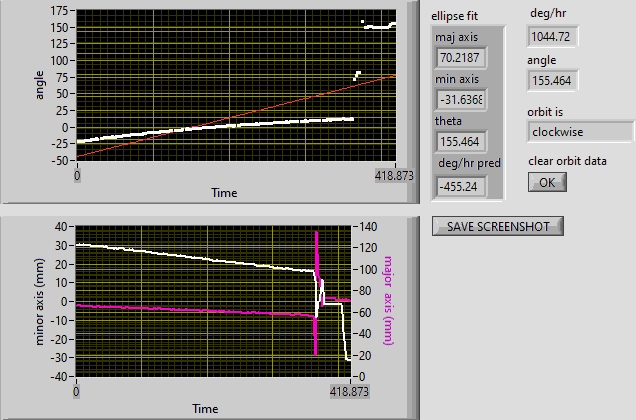 175
150
125
100
75
50
25
0
-25
-50
angle
0
418.873
Time
ellipse fit
maj axis
70.2187
min axis
-31.6368
theta
155.464
deg/hr pred
-455.24
deg/hr
1044.72
angle
155.464
orbit is
clockwise
clear orbit data
OK
SAVE SCREENSHOT
40
30
20
10
0
-10
-20
-30
-40
minor axis (mm)
140
120
100
80
60
40
20
0
major axis (mm)
0
418.873
Time